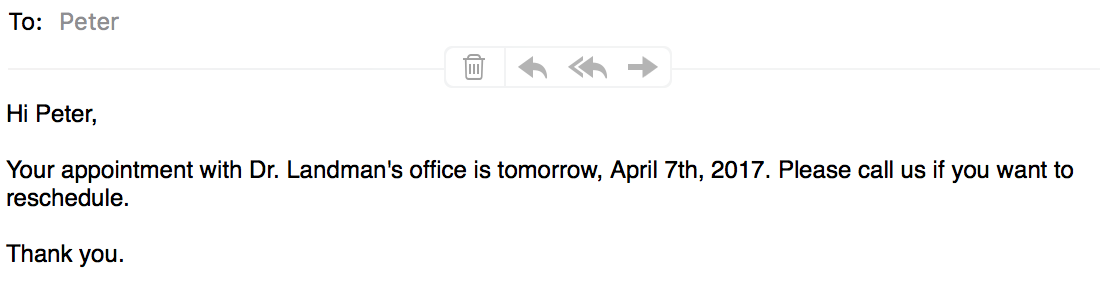 To: Peter
Hi Peter,
Your appointment with Dr. Landman's office is tomorrow, April 7th, 2017. Please call us if you want to
reschedule.
Thank you.